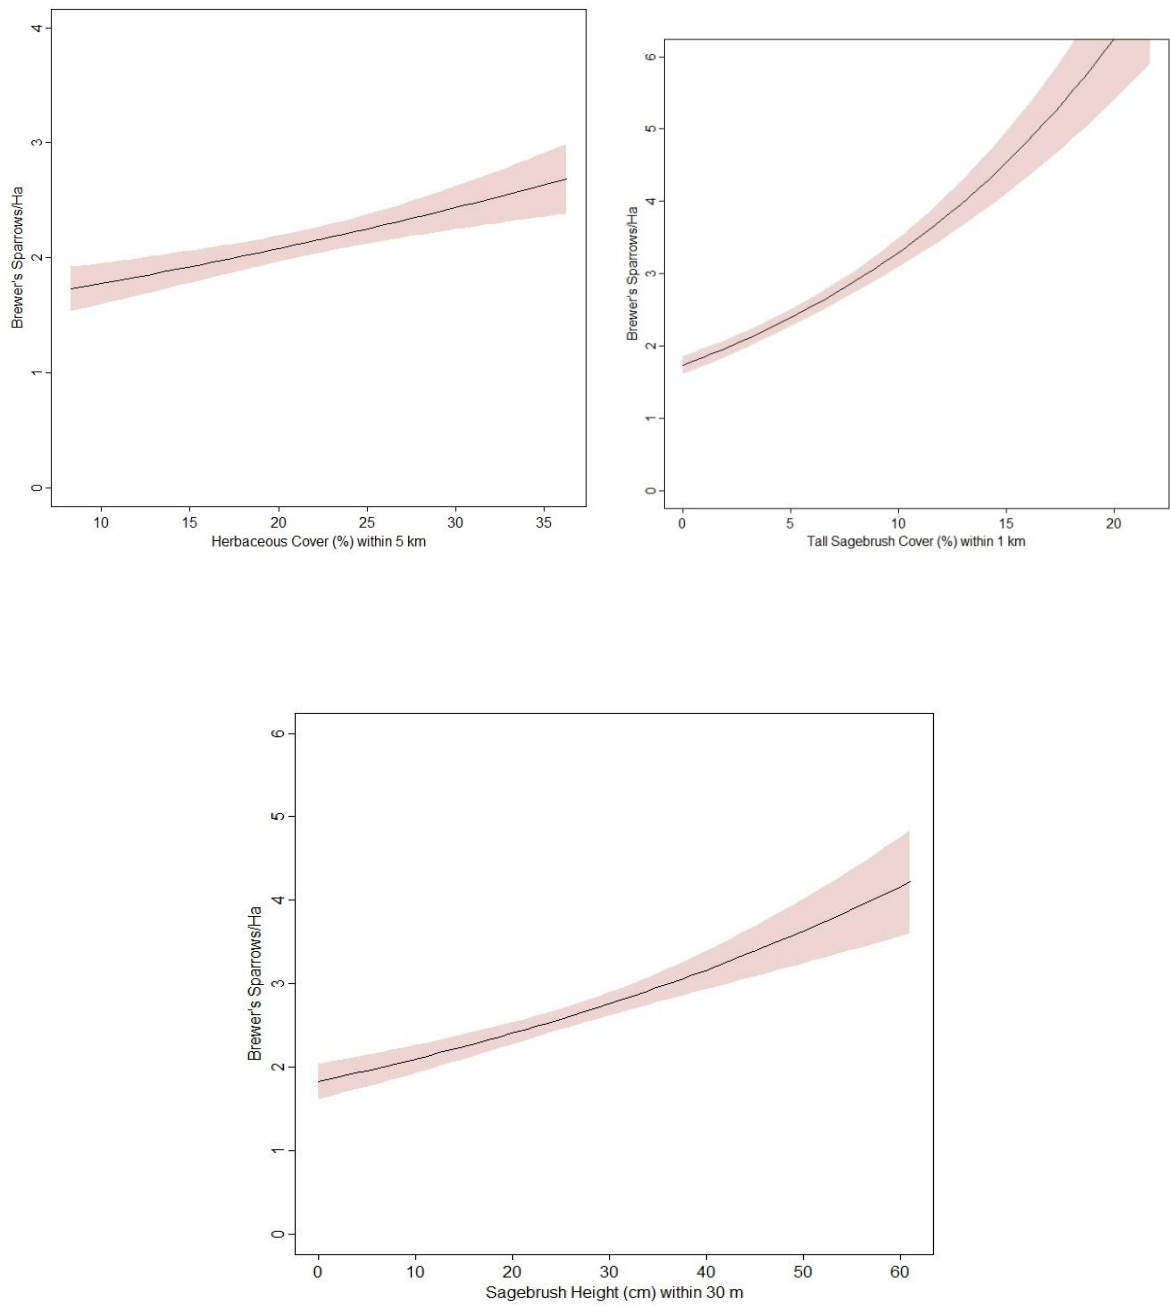 4
3
2
1
0
Brewer's Sparrows/Ha
10 15 20 25 30 35
Herbaceous Cover (%) within 5 km
6
5
4
3
2
1
0
Brewer's Sparrows/Ha
0 5 10 15 20
Tall Sagebrush Cover (%) within 1 km
6
5
4
3
2
1
0
Brewer's Sparrows/Ha
0 10 20 30 40 50 60
Sagebrush Height (cm) within 30 m